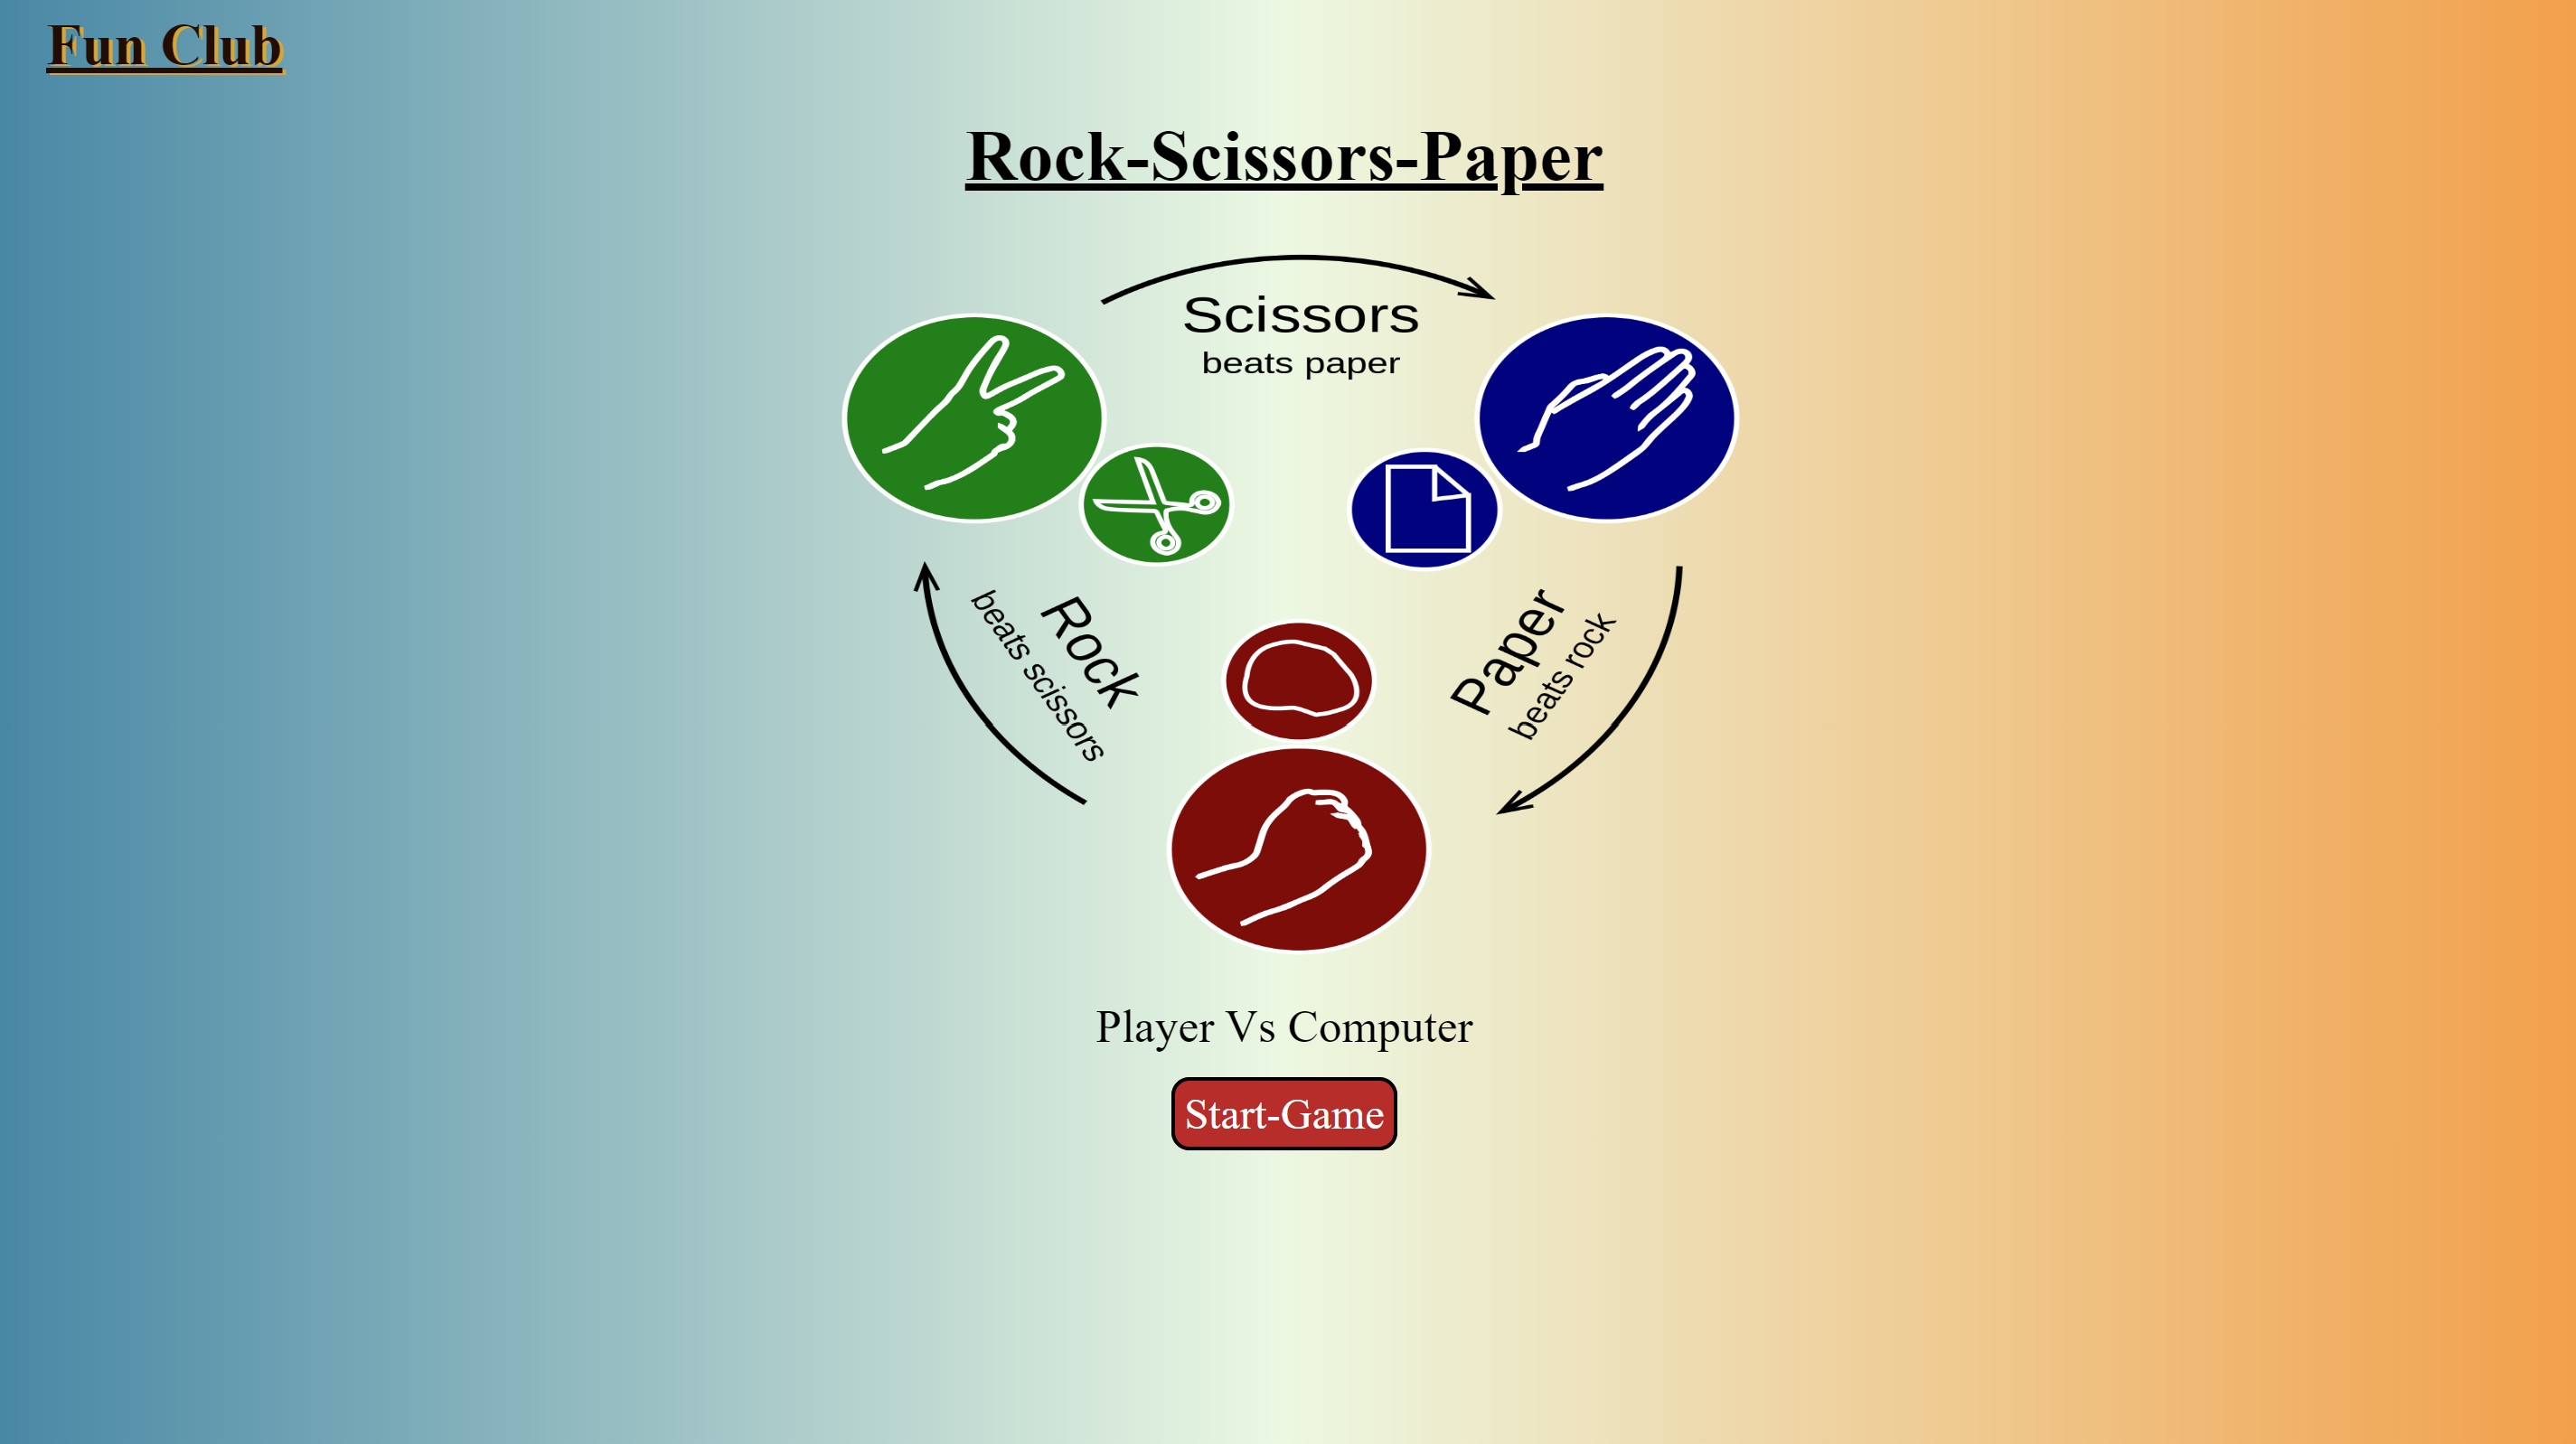 Fun Club
Rock-Scissors-Paper
Scissors
beats paper
Rock
beats scissors
Paper
beats rock
Player Vs Computer
Start-Game